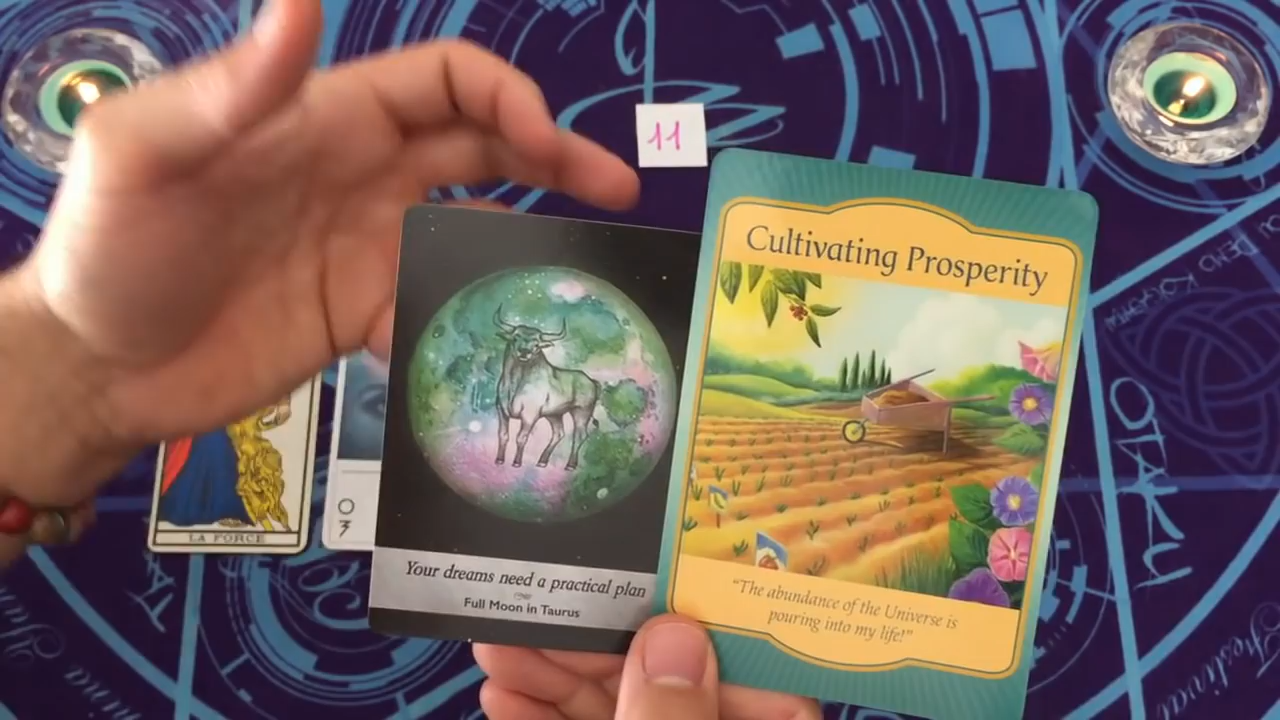 11
Cultivating Prosperity
"The abundance of the Universe is
pouring into my life!"
Your dreams need a practical plan
Full Moon in Taurus
LA FORCE
OTAKU